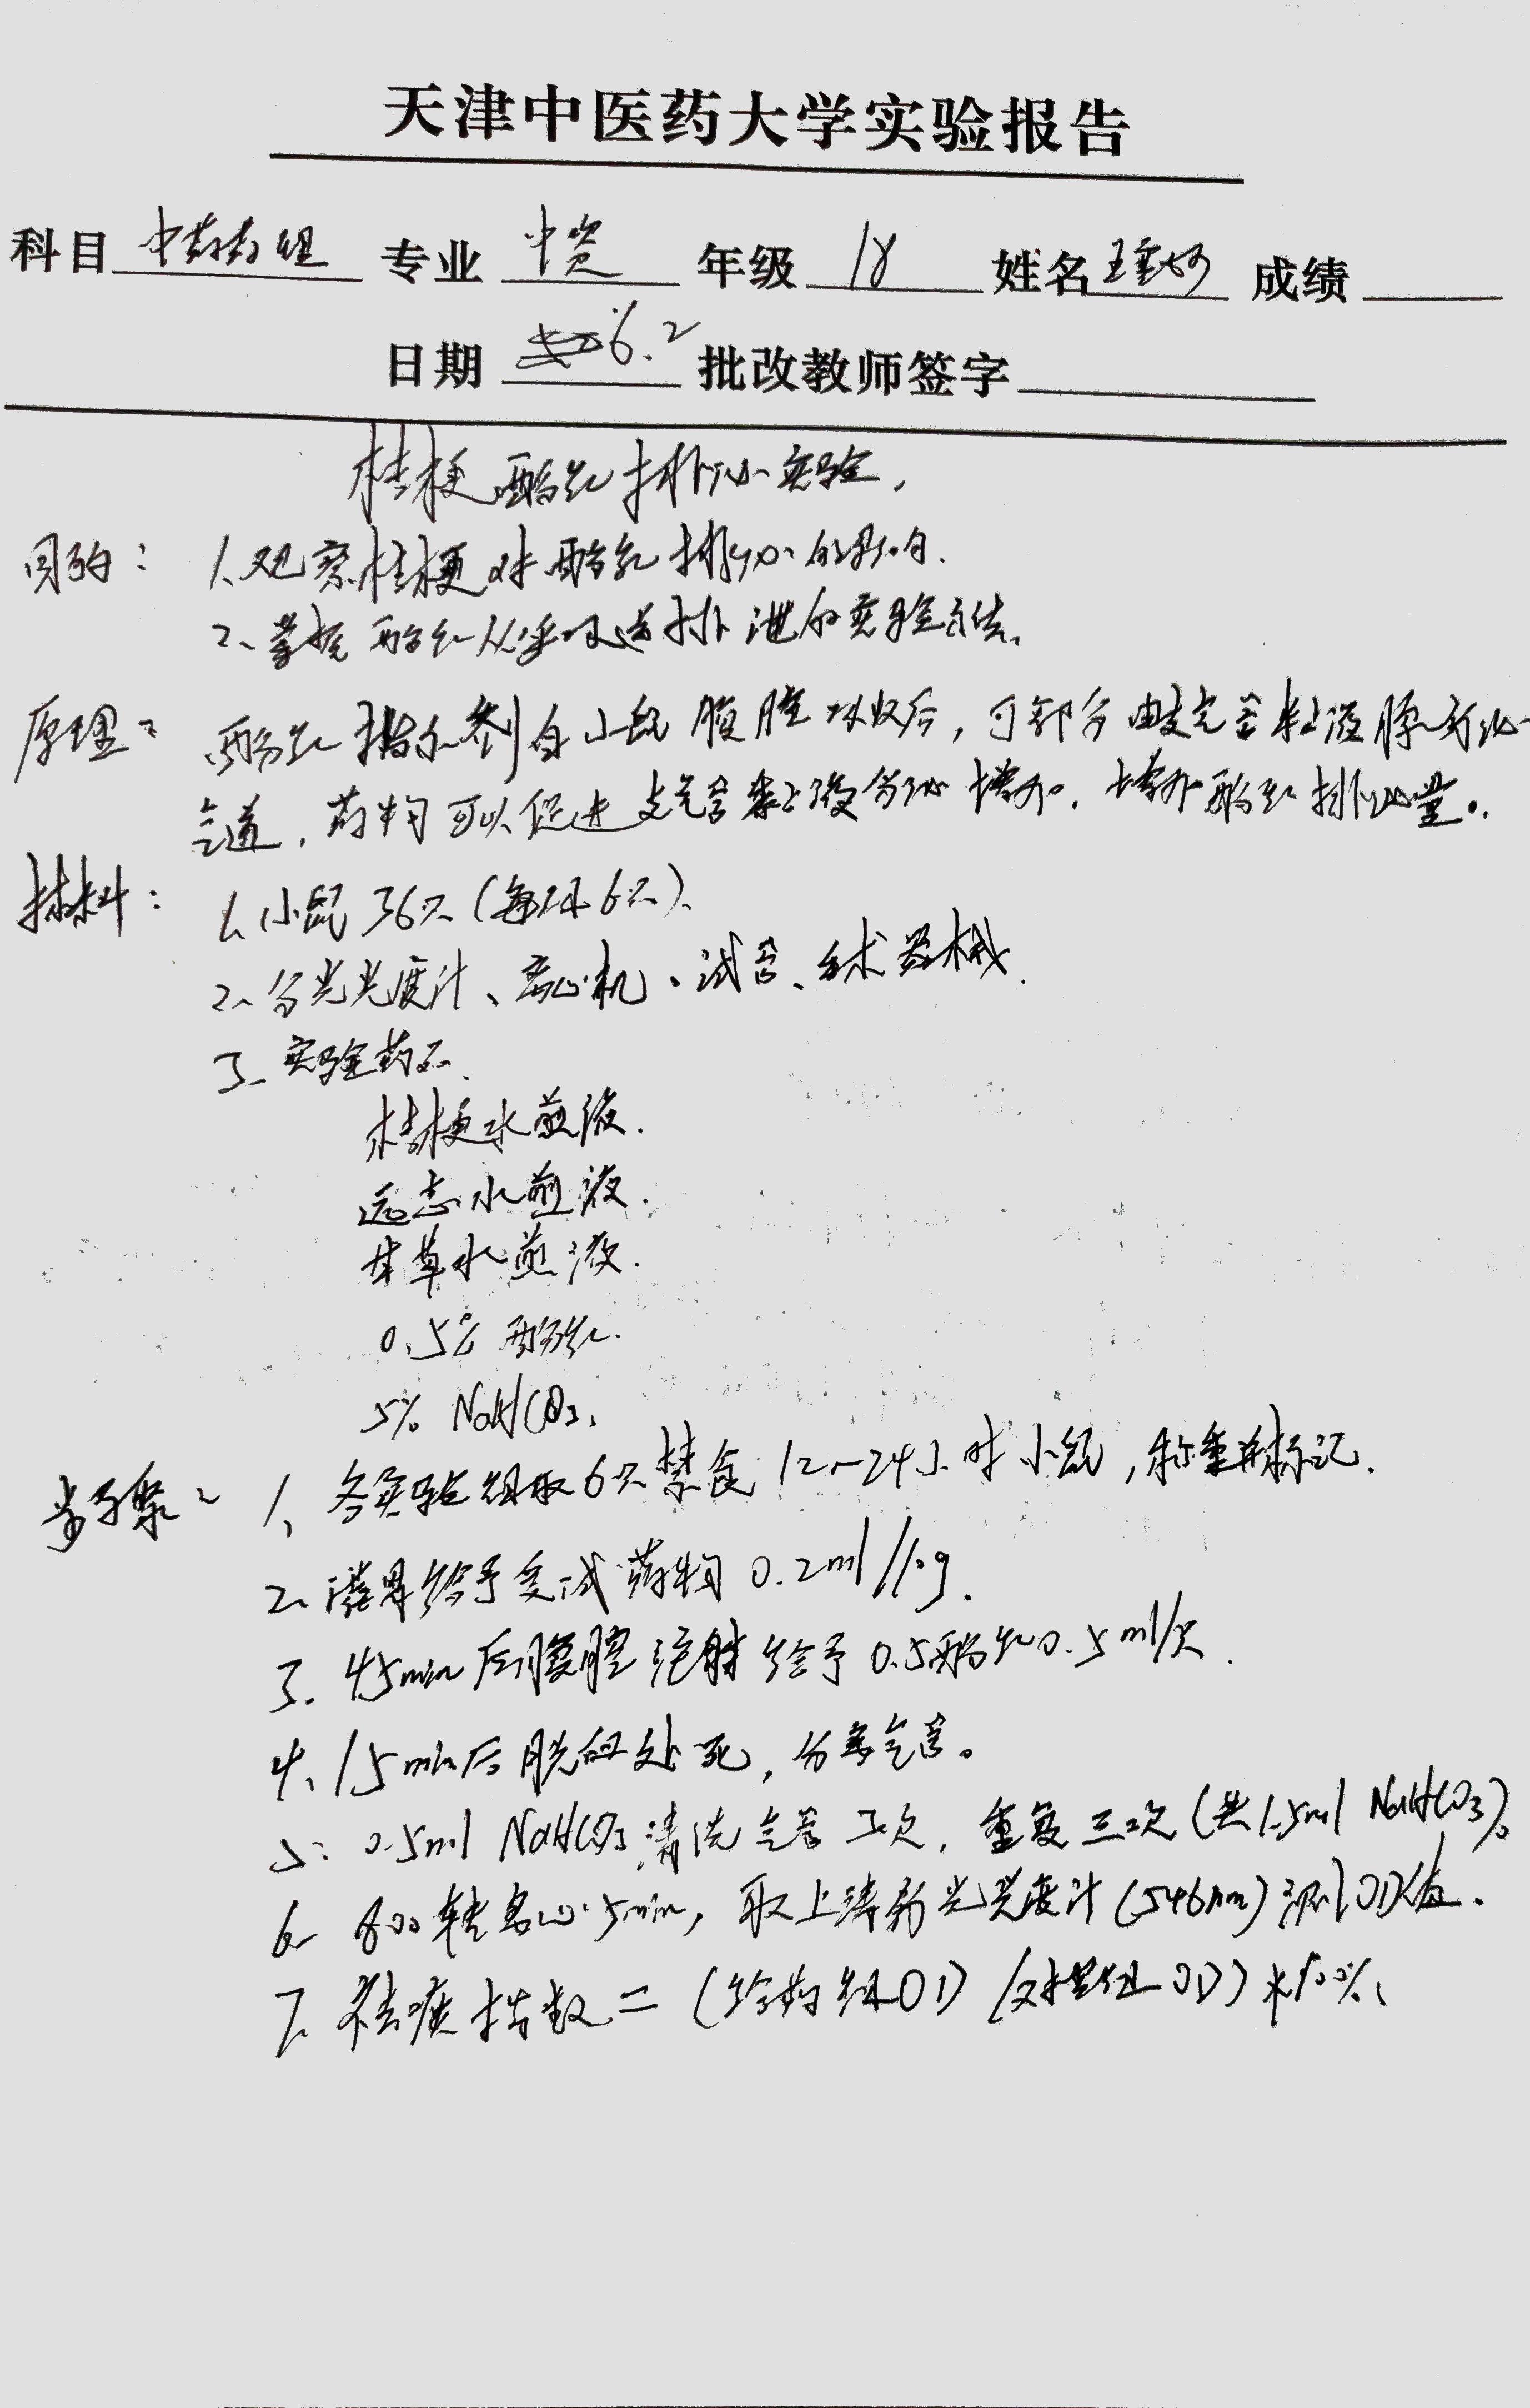 天津中医药大学实验报告
科目 中药药理 专业 中资 年级 18 姓名 王 成绩
日期 6.2 批改教师签字
桔梗酚红排泌实验.
目的: 1.观察桔梗对酚红排泌的影响.
2、掌握酚红从呼吸道排泄的实验方法.
原理: 酚红指示剂自小鼠腹腔吸收后,可部分由支气管粘液腺分泌
气道,药物可以促进支气管黏液分泌增加,增加酚红排泌量.
材料: 1、小鼠36只(每组6只).
2、分光光度计、离心机、试管、手术器械.
3、实验药品.
桔梗水煎液.
远志水煎液.
甘草水煎液.
0.5% 酚红.
5% NaHCO3.
步骤: 1、各实验组取6只禁食12~24小时小鼠,称重并标记.
2、灌胃给予受试药物0.2ml/10g.
3、45min后腹腔注射给予0.5酚红0.5ml/只.
4、15min后脱臼处死,分离气管。
5: 0.5ml NaHCO3清洗气管3次,重复三次(共1.5ml NaHCO3)。
6、800转离心5min,取上清 光光度计(546nm)测OD值.
7、祛痰指数=(给药组OD/对照组OD)*100%.